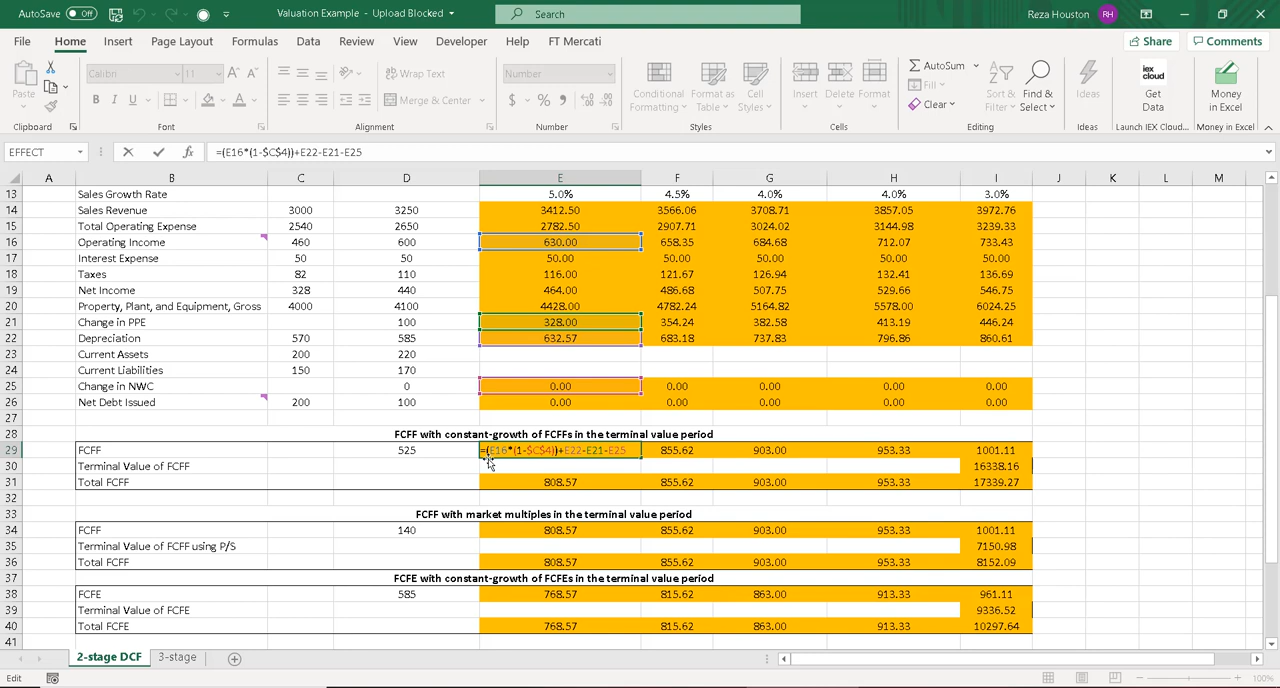 AutoSave Off Valuation Example - Upload Blocked Search Reza Houston RH
File Home Insert Page Layout Formulas Data Review View Developer Help FT Mercati Share Comments
Paste Calibri 11 Wrap Text Number AutoSum
Merge & Center Conditional Formatting Format as Table Cell Styles Insert Delete Format Fill Clear Sort & Filter Find & Select Ideas iex cloud Get Data Money in Excel
Clipboard Font Alignment Number Styles Cells Editing Ideas Launch IEX Cloud... Money in Excel
EFFECT =(E16*(1-$C$4))+E22-E21-E25
A B C D E F G H I J K L M
13 Sales Growth Rate 5.0% 4.5% 4.0% 4.0% 3.0%
14 Sales Revenue 3000 3250 3412.50 3566.06 3708.71 3857.05 3972.76
15 Total Operating Expense 2540 2650 2782.50 2907.71 3024.02 3144.98 3239.33
16 Operating Income 460 600 630.00 658.35 684.68 712.07 733.43
17 Interest Expense 50 50 50.00 50.00 50.00 50.00 50.00
18 Taxes 82 110 116.00 121.67 126.94 132.41 136.69
19 Net Income 328 440 464.00 486.68 507.75 529.66 546.75
20 Property, Plant, and Equipment, Gross 4000 4100 4428.00 4782.24 5164.82 5578.00 6024.25
21 Change in PPE 100 328.00 354.24 382.58 413.19 446.24
22 Depreciation 570 585 632.57 683.18 737.83 796.86 860.61
23 Current Assets 200 220
24 Current Liabilities 150 170
25 Change in NWC 0 0.00 0.00 0.00 0.00 0.00
26 Net Debt Issued 200 100 0.00 0.00 0.00 0.00 0.00
27
28 FCFF with constant-growth of FCFFs in the terminal value period
29 FCFF 525 =(E16*(1-$C$4))+E22-E21-E25 855.62 903.00 953.33 1001.11
30 Terminal Value of FCFF 16338.16
31 Total FCFF 808.57 855.62 903.00 953.33 17339.27
32
33 FCFF with market multiples in the terminal value period
34 FCFF 140 808.57 855.62 903.00 953.33 1001.11
35 Terminal Value of FCFF using P/S 7150.98
36 Total FCFF 808.57 855.62 903.00 953.33 8152.09
37 FCFE with constant-growth of FCFEs in the terminal value period
38 FCFE 585 768.57 815.62 863.00 913.33 961.11
39 Terminal Value of FCFE 9336.52
40 Total FCFE 768.57 815.62 863.00 913.33 10297.64
41
2-stage DCF 3-stage
Edit 100%